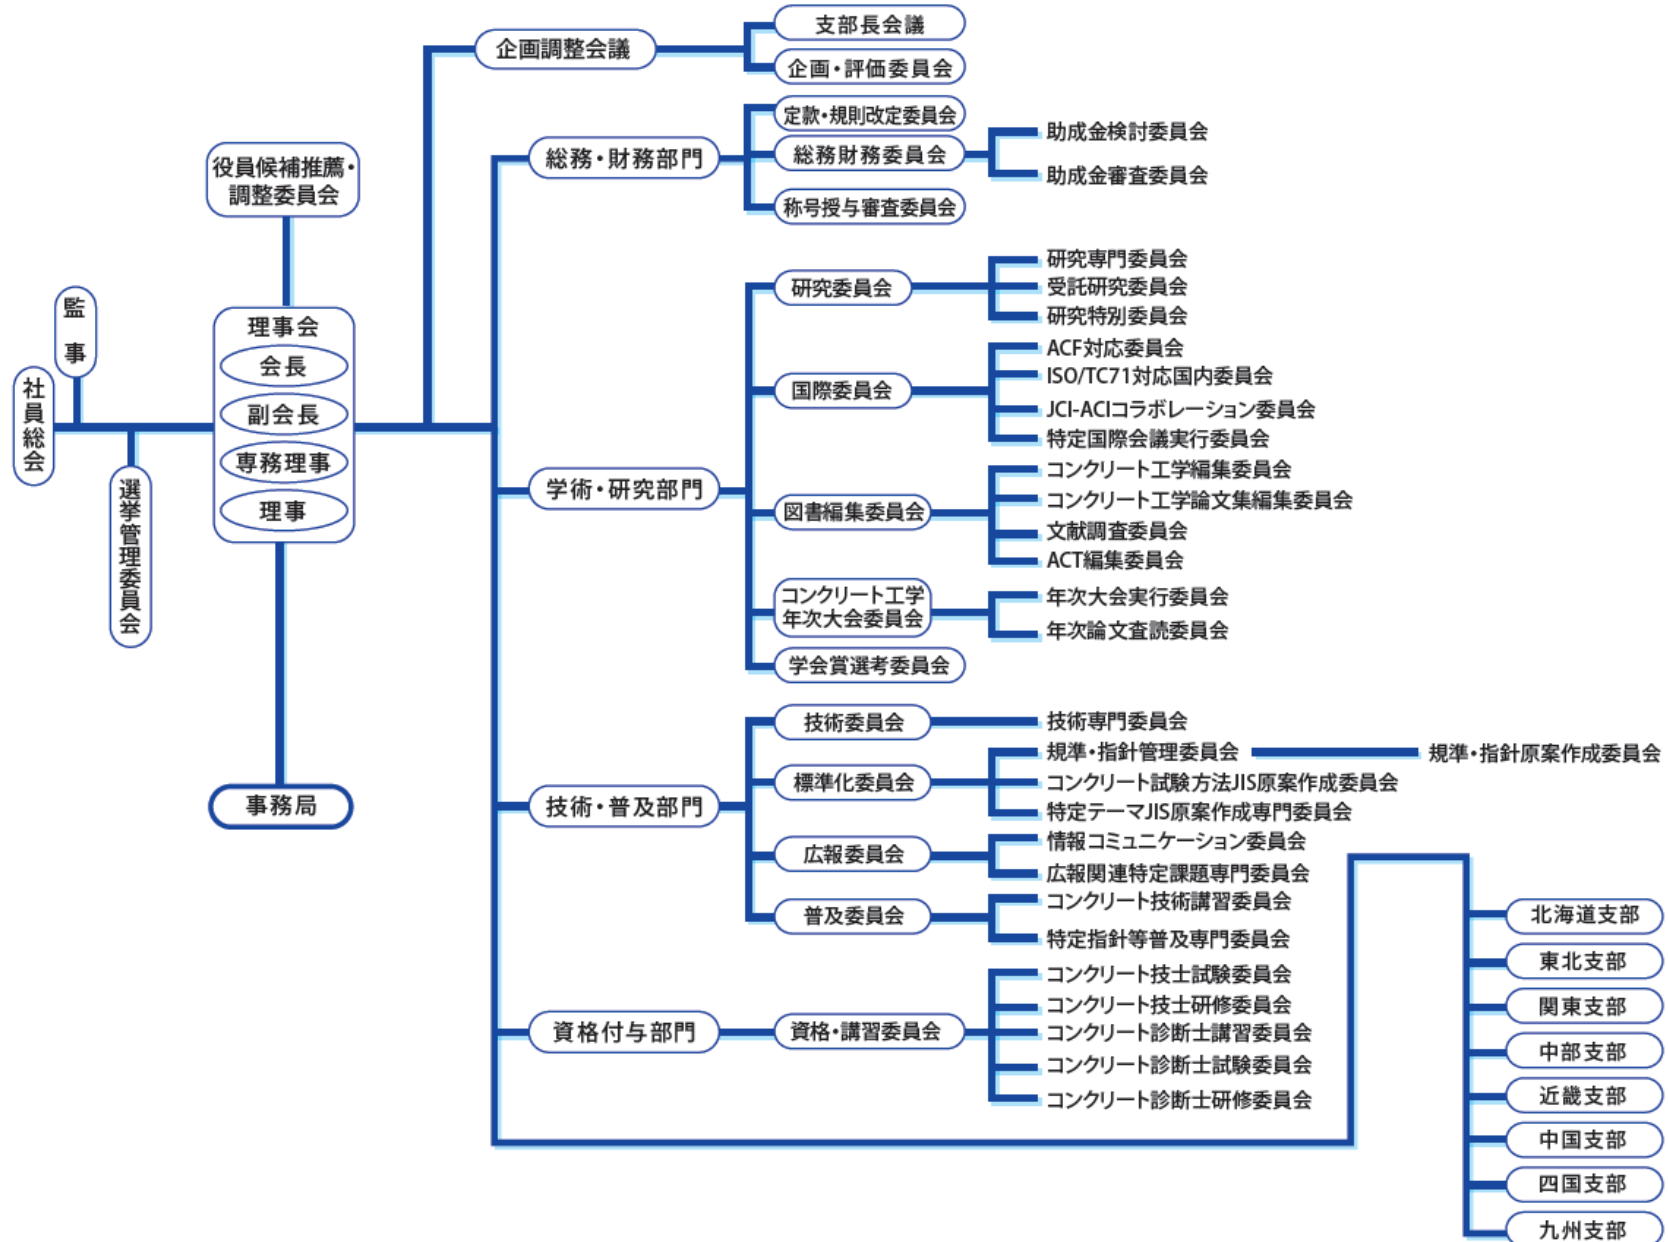 社員総会
監事
選挙管理委員会
役員候補推薦・
調整委員会
理事会
会長
副会長
専務理事
理事
事務局
企画調整会議
支部長会議
企画・評価委員会
総務・財務部門
定款・規則改定委員会
総務財務委員会
助成金検討委員会
助成金審査委員会
称号授与審査委員会
学術・研究部門
研究委員会
研究専門委員会
受託研究委員会
研究特別委員会
国際委員会
ACF対応委員会
ISO/TC71対応国内委員会
JCI-ACIコラボレーション委員会
特定国際会議実行委員会
図書編集委員会
コンクリート工学編集委員会
コンクリート工学論文集編集委員会
文献調査委員会
ACT編集委員会
コンクリート工学
年次大会委員会
年次大会実行委員会
年次論文査読委員会
学会賞選考委員会
技術・普及部門
技術委員会
技術専門委員会
標準化委員会
規準・指針管理委員会
規準・指針原案作成委員会
コンクリート試験方法JIS原案作成委員会
特定テーマJIS原案作成専門委員会
広報委員会
情報コミュニケーション委員会
広報関連特定課題専門委員会
普及委員会
コンクリート技術講習委員会
特定指針等普及専門委員会
資格付与部門
資格・講習委員会
コンクリート技士試験委員会
コンクリート技士研修委員会
コンクリート診断士講習委員会
コンクリート診断士試験委員会
コンクリート診断士研修委員会
北海道支部
東北支部
関東支部
中部支部
近畿支部
中国支部
四国支部
九州支部